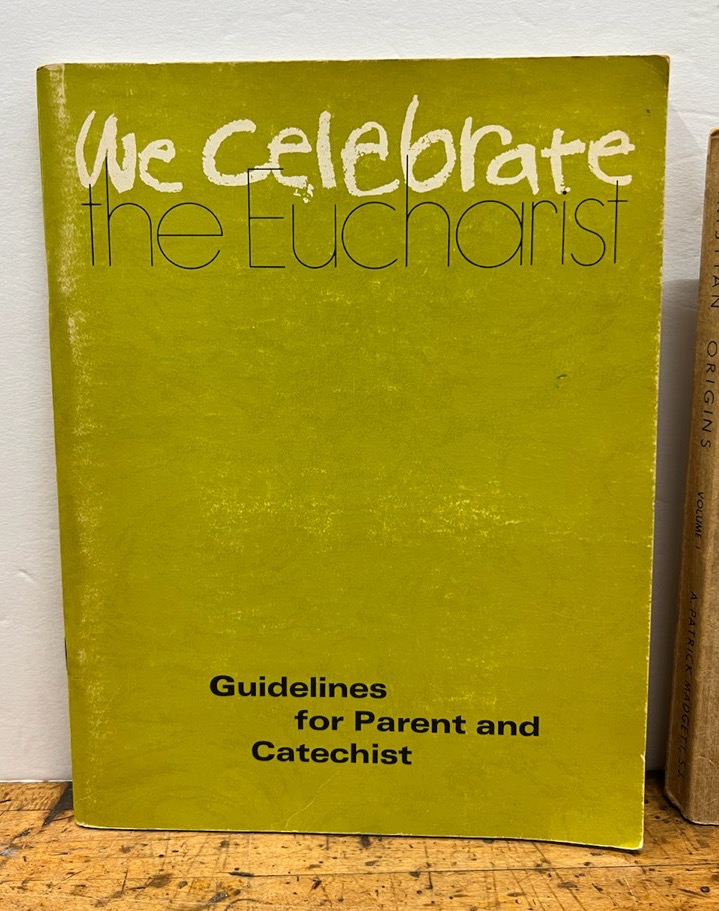 We Celebrate
the Eucharist
Guidelines
for Parent and
Catechist
ORIGINS
VOLUME I
A. PATRICK MADGETT, S.J.